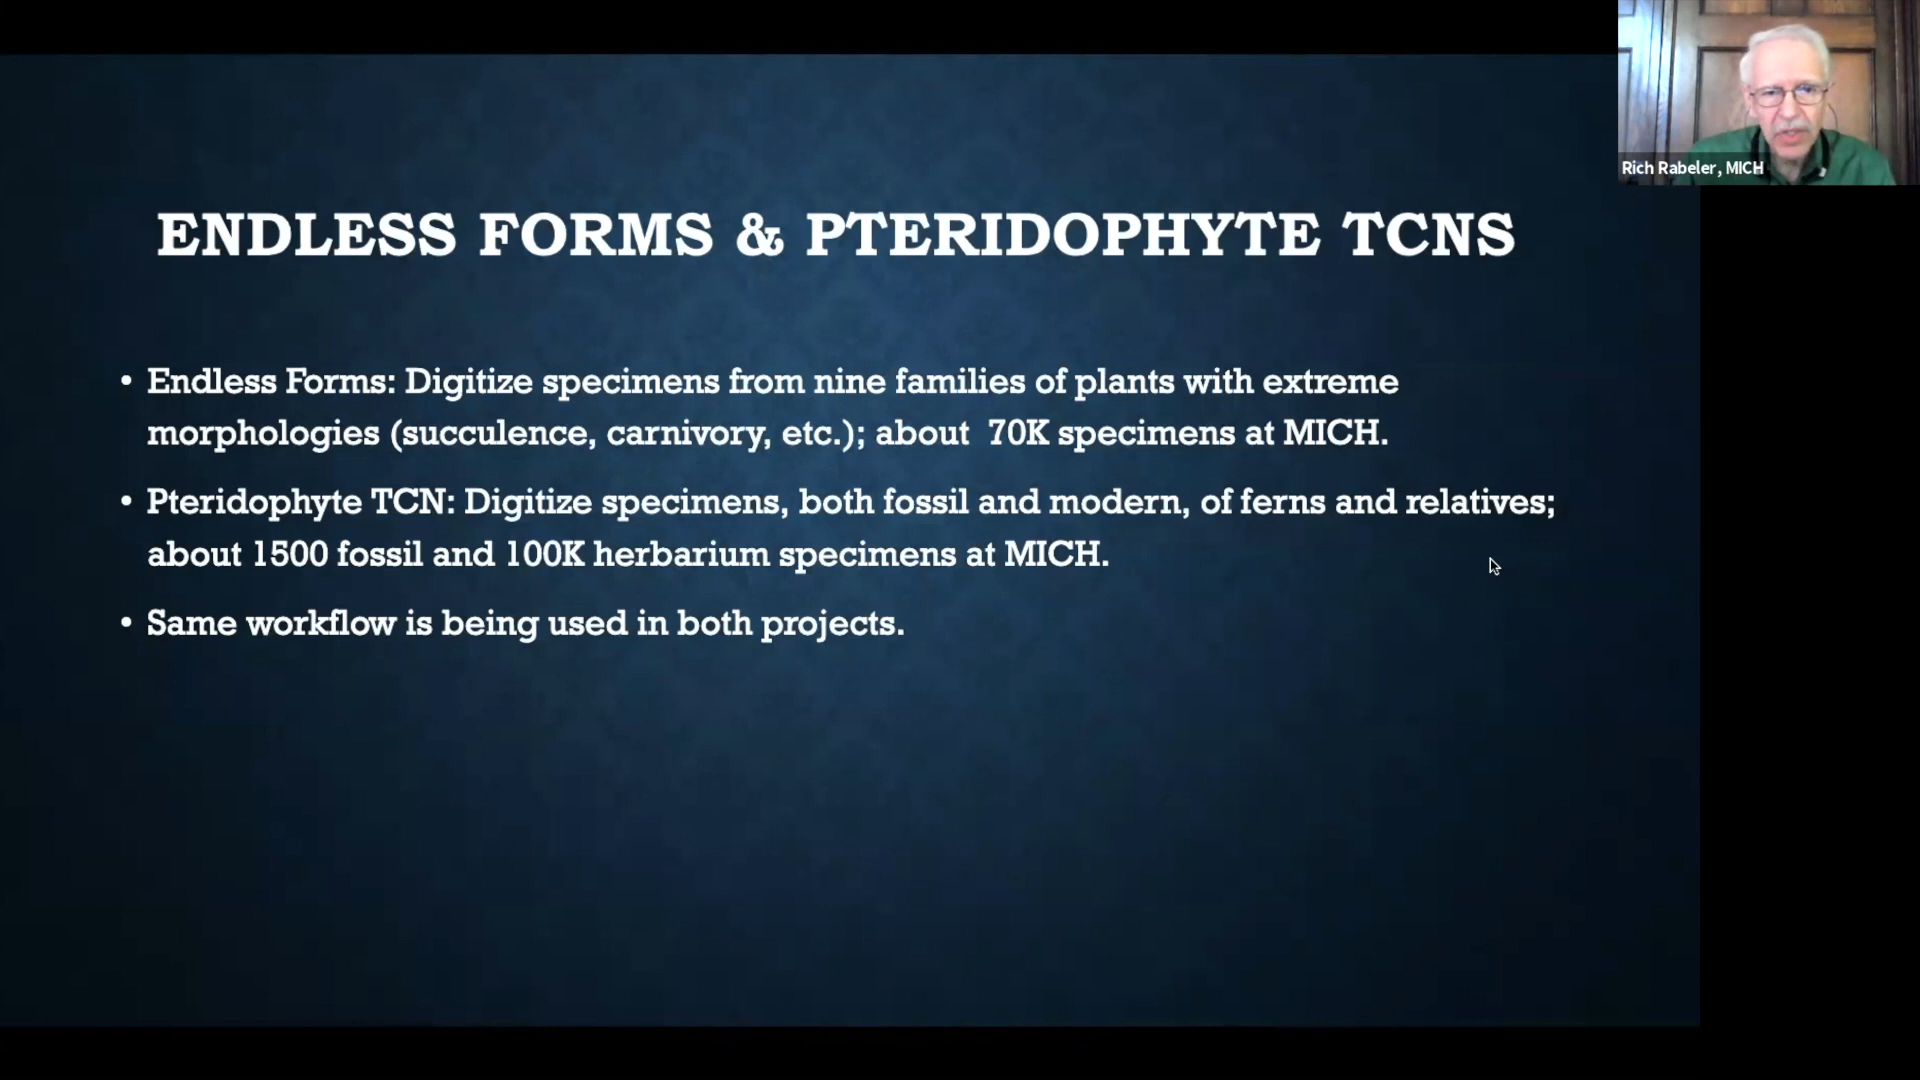 ENDLESS FORMS & PTERIDOPHYTE TCNS
• Endless Forms: Digitize specimens from nine families of plants with extreme
morphologies (succulence, carnivory, etc.); about  70K specimens at MICH.
• Pteridophyte TCN: Digitize specimens, both fossil and modern, of ferns and relatives;
about 1500 fossil and 100K herbarium specimens at MICH.
• Same workflow is being used in both projects.
Rich Rabeler, MICH